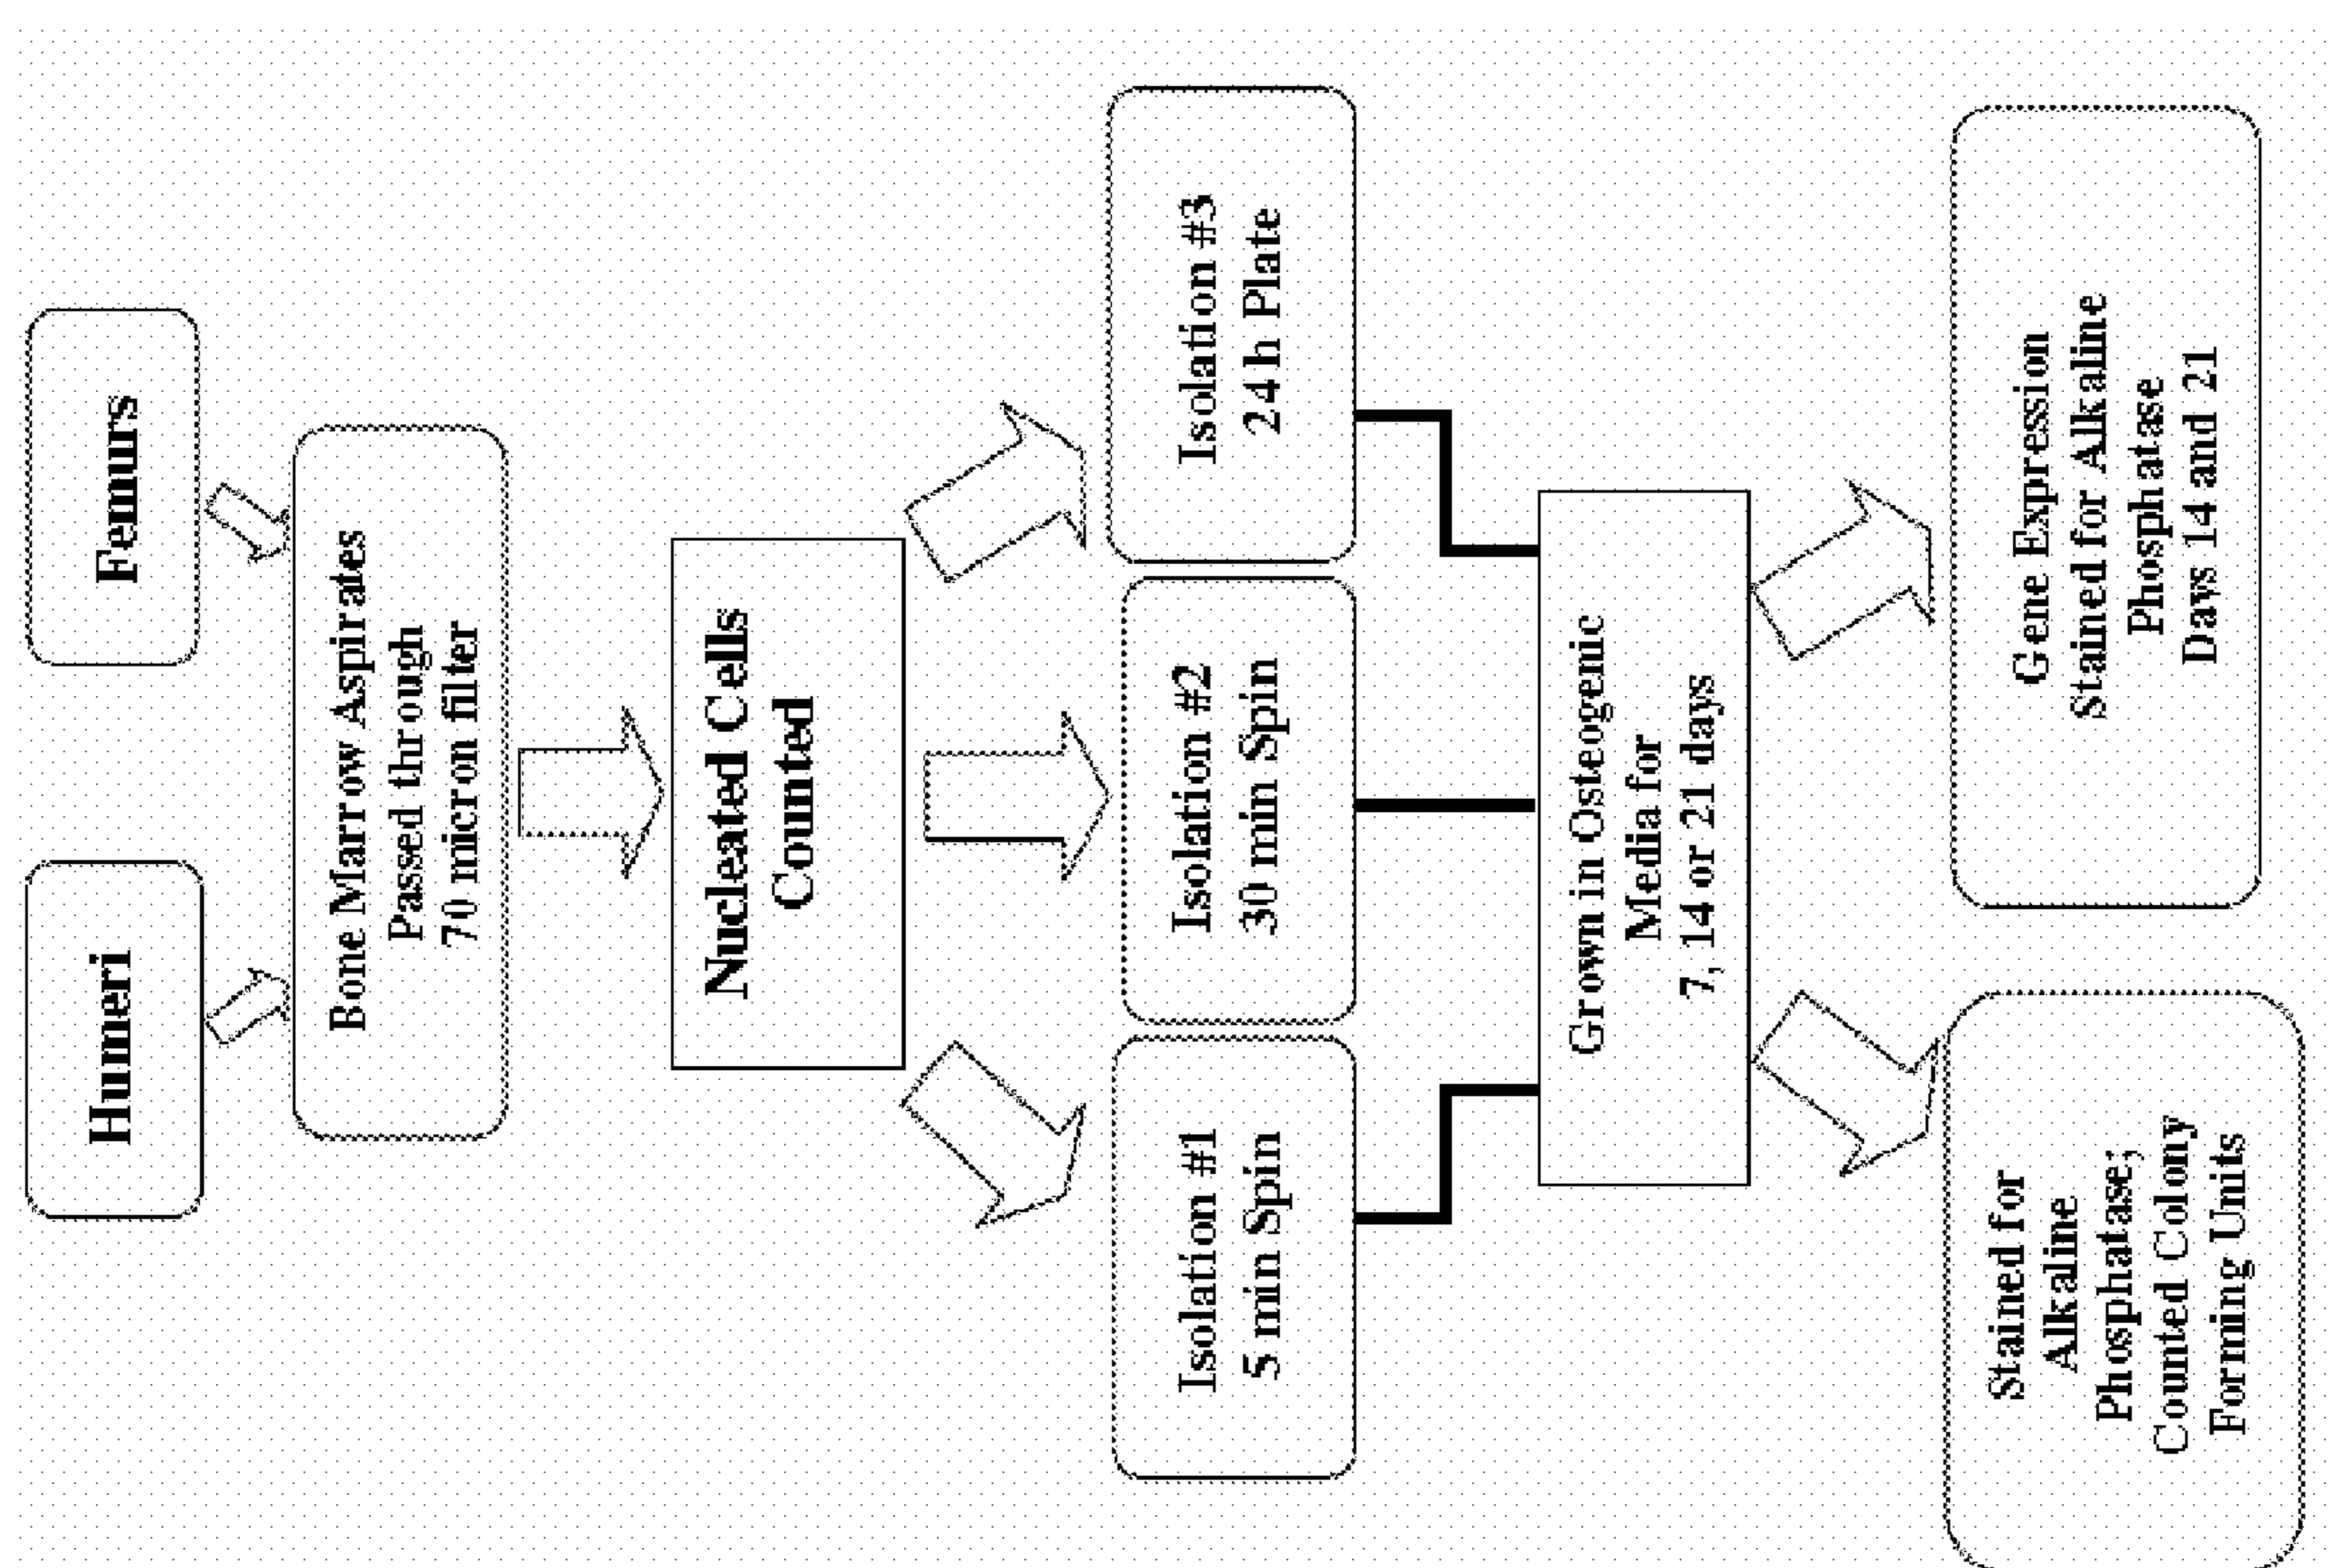 Humeri
Femurs
Bone Marrow Aspirates
Passed through
70 micron filter
Nucleated Cells
Counted
Isolation #1
5 min Spin
Isolation #2
30 min Spin
Isolation #3
24 h Plate
Grown in Osteogenic
Media for
7, 14 or 21 days
Stained for
Alkaline
Phosphatase;
Counted Colony
Forming Units
Gene Expression
Stained for Alkaline
Phosphatase
Days 14 and 21